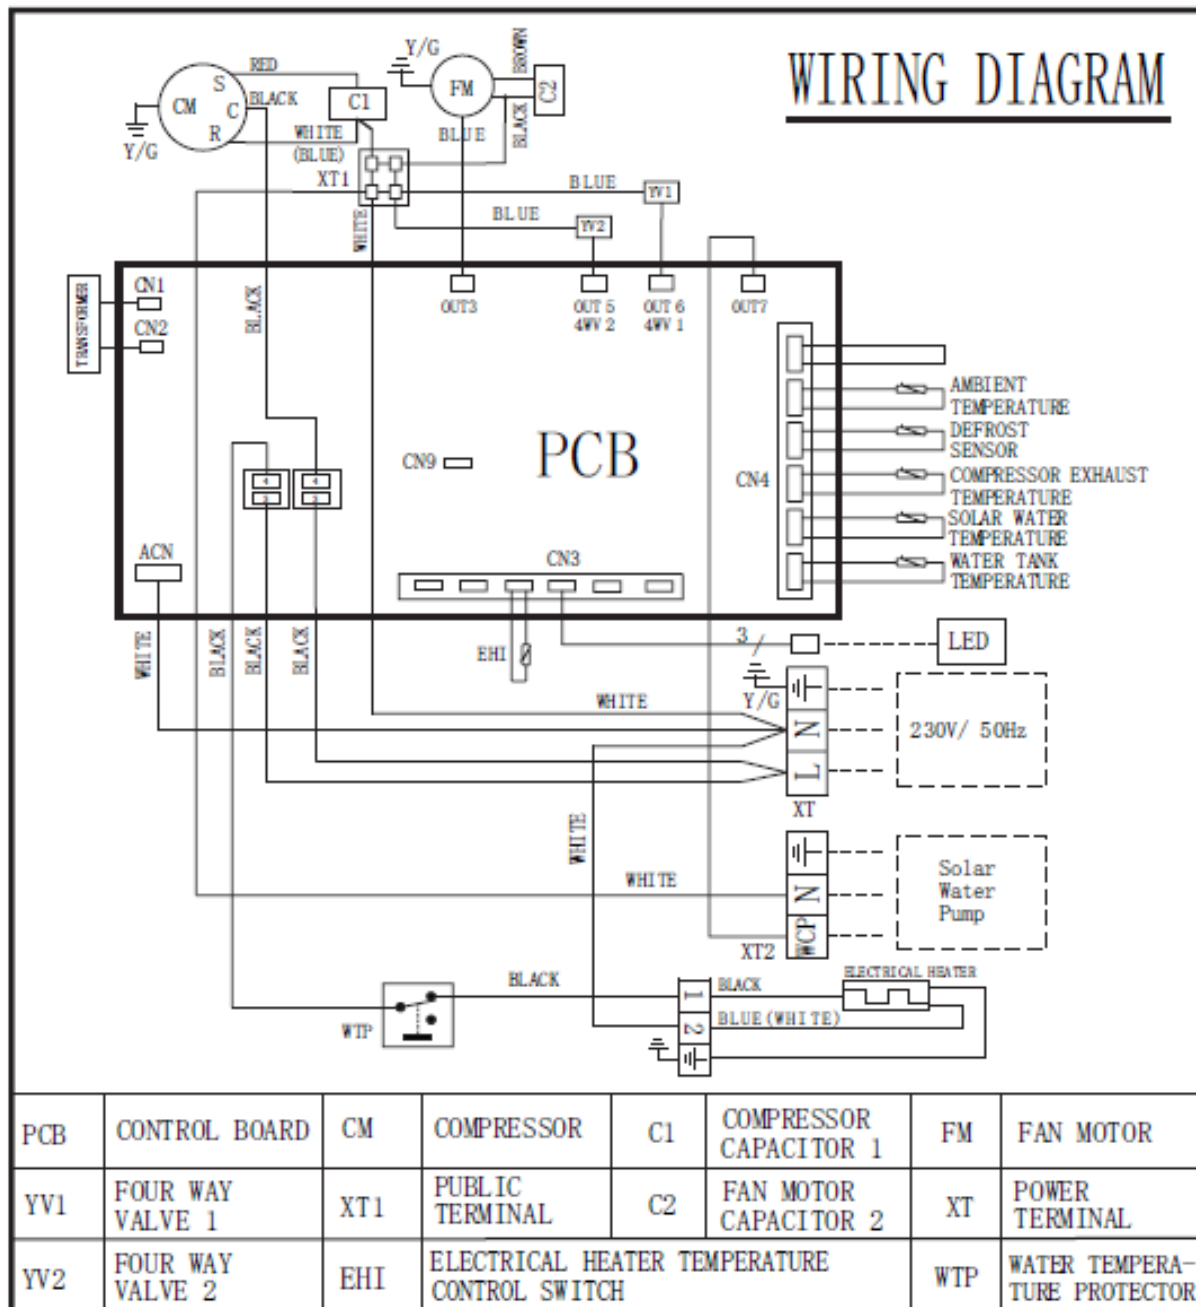 WIRING DIAGRAM
Y/G
BROWN
RED
S
CM
C
R
BLACK
C1
FM
C2
BLACK
BLUE
WHITE
(BLUE)
Y/G
XT1
BLUE
YV1
BLUE
YV2
WHITE
TRANSFORMER
CN1
CN2
BLACK
OUT3
OUT 5
4WV 2
OUT 6
4WV 1
OUT7
AMBIENT
TEMPERATURE
DEFROST
SENSOR
PCB
CN9
CN4
COMPRESSOR EXHAUST
TEMPERATURE
4
4
3
3
SOLAR WATER
TEMPERATURE
ACN
CN3
WATER TANK
TEMPERATURE
WHITE
BLACK
BLACK
BLACK
EHI
3
LED
Y/G
WHITE
N
230V/ 50Hz
L
XT
WHITE
WHITE
N
Solar
Water
Pump
WCP
XT2
BLACK
ELECTRICAL HEATER
1
BLACK
WTP
2
BLUE(WHITE)
PCB CONTROL BOARD CM COMPRESSOR C1 COMPRESSOR CAPACITOR 1 FM FAN MOTOR
YV1 FOUR WAY VALVE 1 XT1 PUBLIC TERMINAL C2 FAN MOTOR CAPACITOR 2 XT POWER TERMINAL
YV2 FOUR WAY VALVE 2 EHI ELECTRICAL HEATER TEMPERATURE CONTROL SWITCH WTP WATER TEMPERA-TURE PROTECTOR